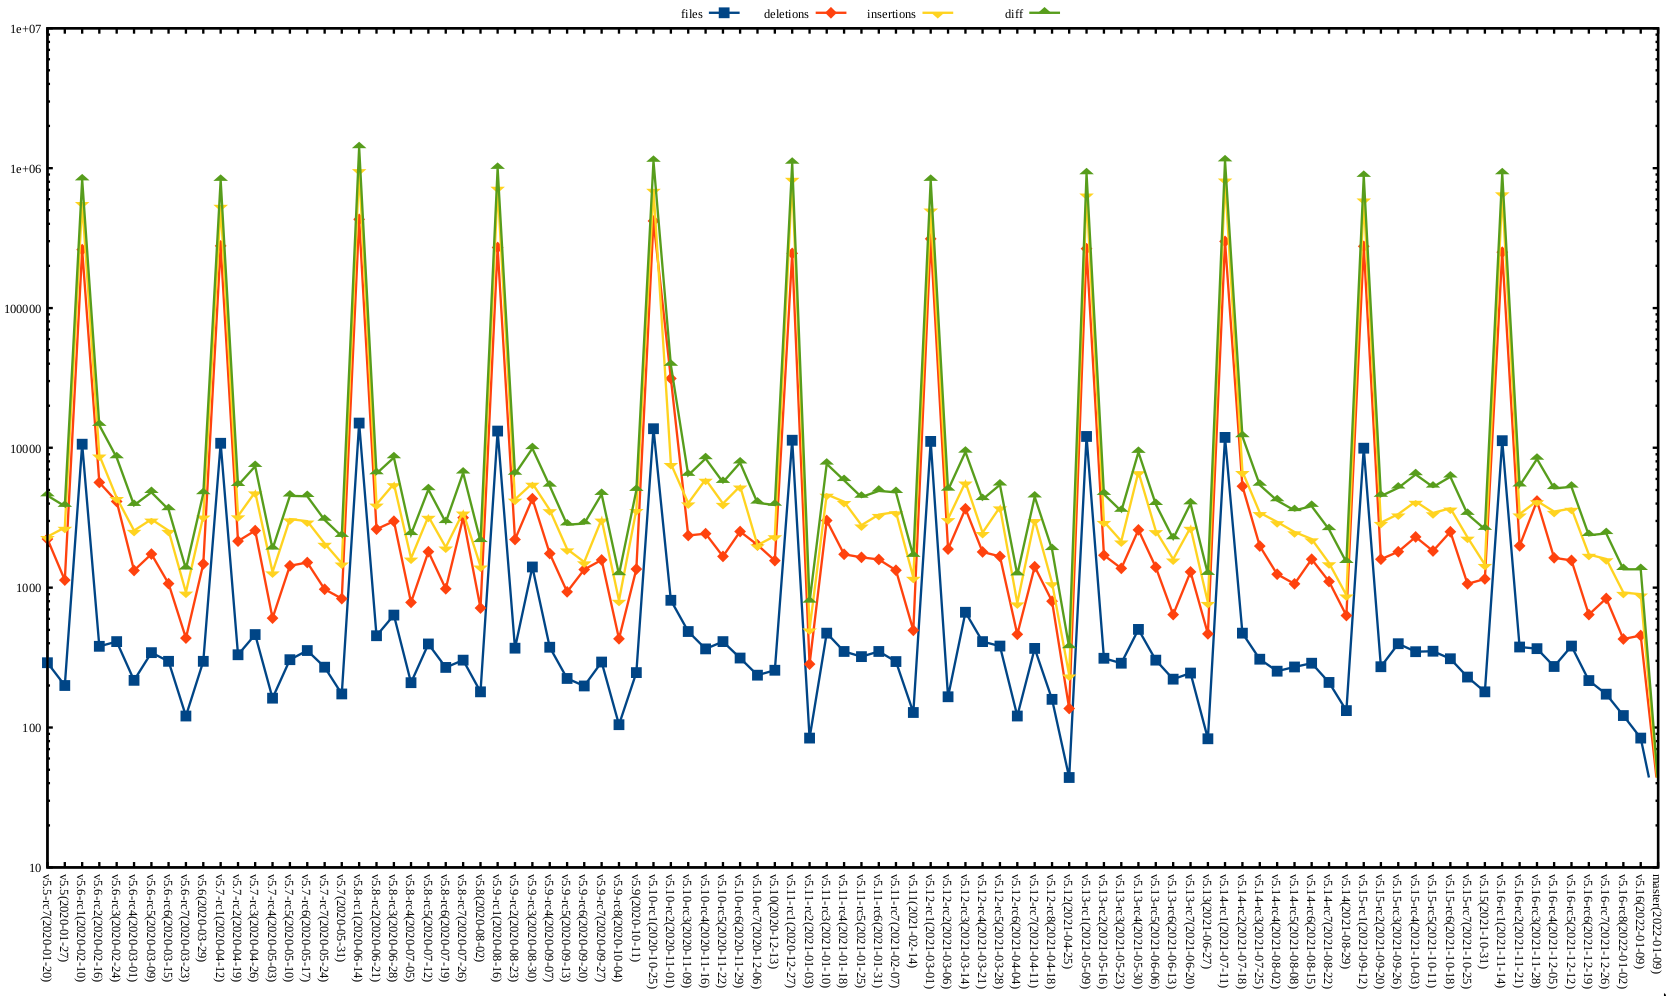 files
deletions
insertions
diff
1e+07
1e+06
100000
10000
1000
100
10
v5.5-rc7(2020-01-20)
v5.5(2020-01-27)
v5.6-rc1(2020-02-10)
v5.6-rc2(2020-02-16)
v5.6-rc3(2020-02-24)
v5.6-rc4(2020-03-01)
v5.6-rc5(2020-03-09)
v5.6-rc6(2020-03-15)
v5.6-rc7(2020-03-23)
v5.6(2020-03-29)
v5.7-rc1(2020-04-12)
v5.7-rc2(2020-04-19)
v5.7-rc3(2020-04-26)
v5.7-rc4(2020-05-03)
v5.7-rc5(2020-05-10)
v5.7-rc6(2020-05-17)
v5.7-rc7(2020-05-24)
v5.7(2020-05-31)
v5.8-rc1(2020-06-14)
v5.8-rc2(2020-06-21)
v5.8-rc3(2020-06-28)
v5.8-rc4(2020-07-05)
v5.8-rc5(2020-07-12)
v5.8-rc6(2020-07-19)
v5.8-rc7(2020-07-26)
v5.8(2020-08-02)
v5.9-rc1(2020-08-16)
v5.9-rc2(2020-08-23)
v5.9-rc3(2020-08-30)
v5.9-rc4(2020-09-07)
v5.9-rc5(2020-09-13)
v5.9-rc6(2020-09-20)
v5.9-rc7(2020-09-27)
v5.9-rc8(2020-10-04)
v5.9(2020-10-11)
v5.10-rc1(2020-10-25)
v5.10-rc2(2020-11-01)
v5.10-rc3(2020-11-09)
v5.10-rc4(2020-11-16)
v5.10-rc5(2020-11-22)
v5.10-rc6(2020-11-29)
v5.10-rc7(2020-12-06)
v5.10(2020-12-13)
v5.11-rc1(2020-12-27)
v5.11-rc2(2021-01-03)
v5.11-rc3(2021-01-10)
v5.11-rc4(2021-01-18)
v5.11-rc5(2021-01-25)
v5.11-rc6(2021-01-31)
v5.11-rc7(2021-02-07)
v5.11(2021-02-14)
v5.12-rc1(2021-03-01)
v5.12-rc2(2021-03-06)
v5.12-rc3(2021-03-14)
v5.12-rc4(2021-03-21)
v5.12-rc5(2021-03-28)
v5.12-rc6(2021-04-04)
v5.12-rc7(2021-04-11)
v5.12-rc8(2021-04-18)
v5.12(2021-04-25)
v5.13-rc1(2021-05-09)
v5.13-rc2(2021-05-16)
v5.13-rc3(2021-05-23)
v5.13-rc4(2021-05-30)
v5.13-rc5(2021-06-06)
v5.13-rc6(2021-06-13)
v5.13-rc7(2021-06-20)
v5.13(2021-06-27)
v5.14-rc1(2021-07-11)
v5.14-rc2(2021-07-18)
v5.14-rc3(2021-07-25)
v5.14-rc4(2021-08-02)
v5.14-rc5(2021-08-08)
v5.14-rc6(2021-08-15)
v5.14-rc7(2021-08-22)
v5.14(2021-08-29)
v5.15-rc1(2021-09-12)
v5.15-rc2(2021-09-20)
v5.15-rc3(2021-09-26)
v5.15-rc4(2021-10-03)
v5.15-rc5(2021-10-11)
v5.15-rc6(2021-10-18)
v5.15-rc7(2021-10-25)
v5.15(2021-10-31)
v5.16-rc1(2021-11-14)
v5.16-rc2(2021-11-21)
v5.16-rc3(2021-11-28)
v5.16-rc4(2021-12-05)
v5.16-rc5(2021-12-12)
v5.16-rc6(2021-12-19)
v5.16-rc7(2021-12-26)
v5.16-rc8(2022-01-02)
v5.16(2022-01-09)
master(2022-01-09)